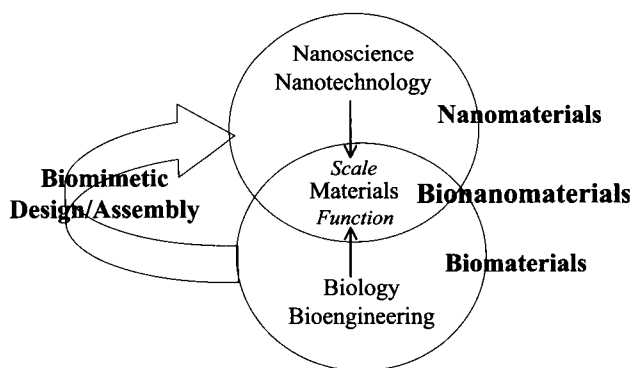 Nanoscience
Nanotechnology
Nanomaterials
Scale
Materials
Function
Bionanomaterials
Biomimetic
Design/Assembly
Biomaterials
Biology
Bioengineering